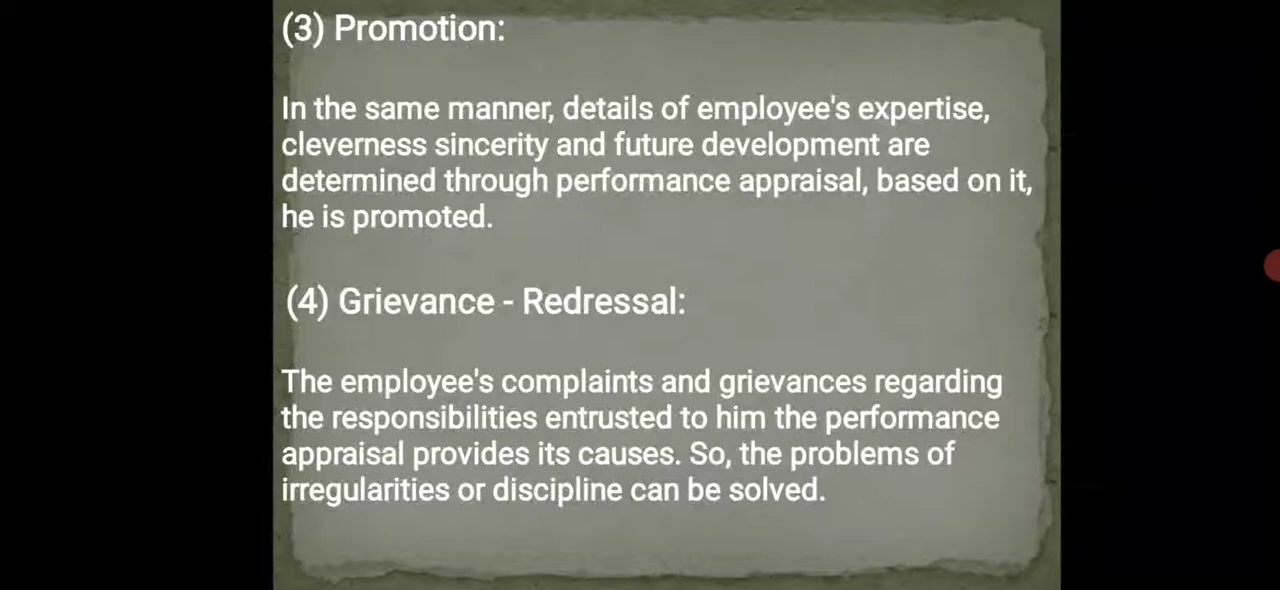 (3) Promotion:
In the same manner, details of employee's expertise,
cleverness sincerity and future development are
determined through performance appraisal, based on it,
he is promoted.
(4) Grievance - Redressal:
The employee's complaints and grievances regarding
the responsibilities entrusted to him the performance
appraisal provides its causes. So, the problems of
irregularities or discipline can be solved.